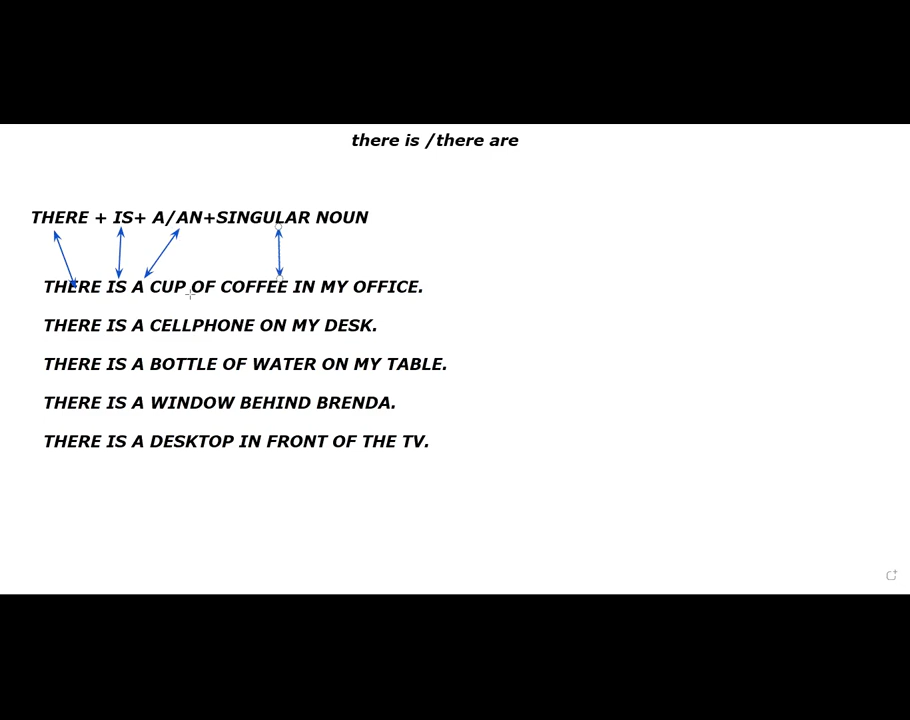 there is /there are
THERE + IS+ A/AN+SINGULAR NOUN
THERE IS A CUP OF COFFEE IN MY OFFICE.
THERE IS A CELLPHONE ON MY DESK.
THERE IS A BOTTLE OF WATER ON MY TABLE.
THERE IS A WINDOW BEHIND BRENDA.
THERE IS A DESKTOP IN FRONT OF THE TV.